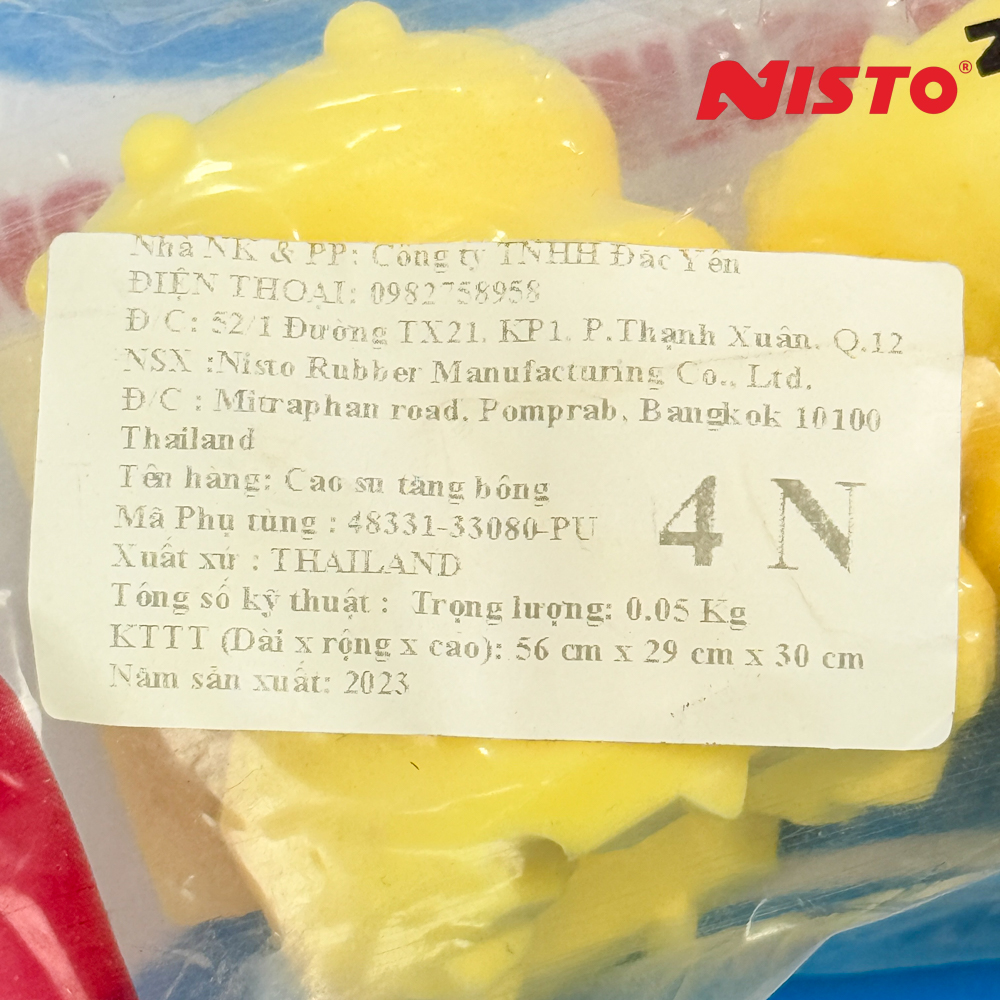 NISTO®
Nhà NK & PP: Công ty TNHH Đắc Yến
ĐIỆN THOẠI: 0982758958
Đ/C: 52/1 Đường TX21. KP1. P.Thạnh Xuân. Q.12
NSX :Nisto Rubber Manufacturing Co., Ltd.
Đ/C : Mitraphan road, Pomprab, Bangkok 10100
Thailand
Tên hàng: Cao su tăng bông
Mã Phụ tùng : 48331-33080-PU
Xuất xứ : THAILAND
4 N
Tống số kỹ thuật : Trọng lượng: 0.05 Kg
KTTT (Dài x rộng x cao): 56 cm x 29 cm x 30 cm
Năm sản xuất: 2023